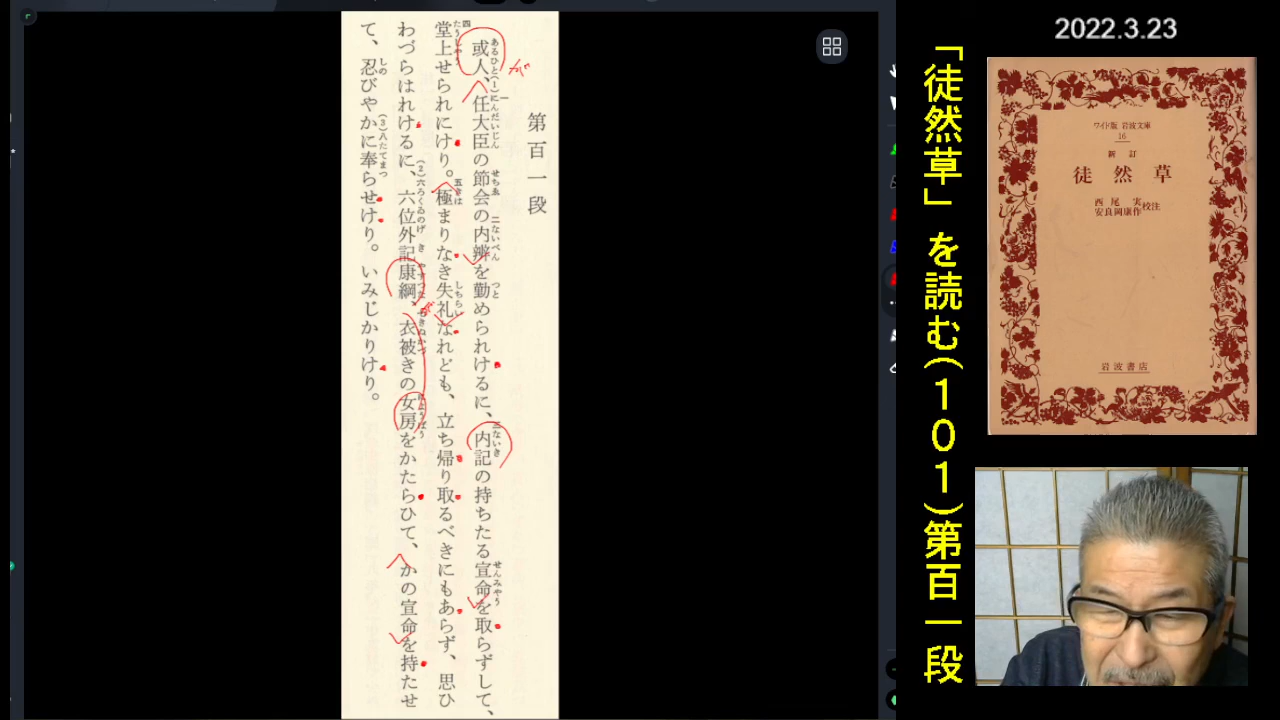 第百一段
或人、任大臣の節会の内辨を勤められけるに、内記の持ちたる宣命を取らずして、
堂上せられにけり。極まりなき失礼なれども、立ち帰り取るべきにもあらず、思ひ
わづらはれけるに、六位外記康綱、衣被きの女房をかたらひて、かの宣命を持たせ
て、忍びやかに奉らせけり。いみじかりけり。
が
「徒然草」を読む(101)第百一段
2022.3.23
ワイド版 岩波文庫
16
新訂
徒然草
西尾 実
安良岡康作 校注
岩波書店